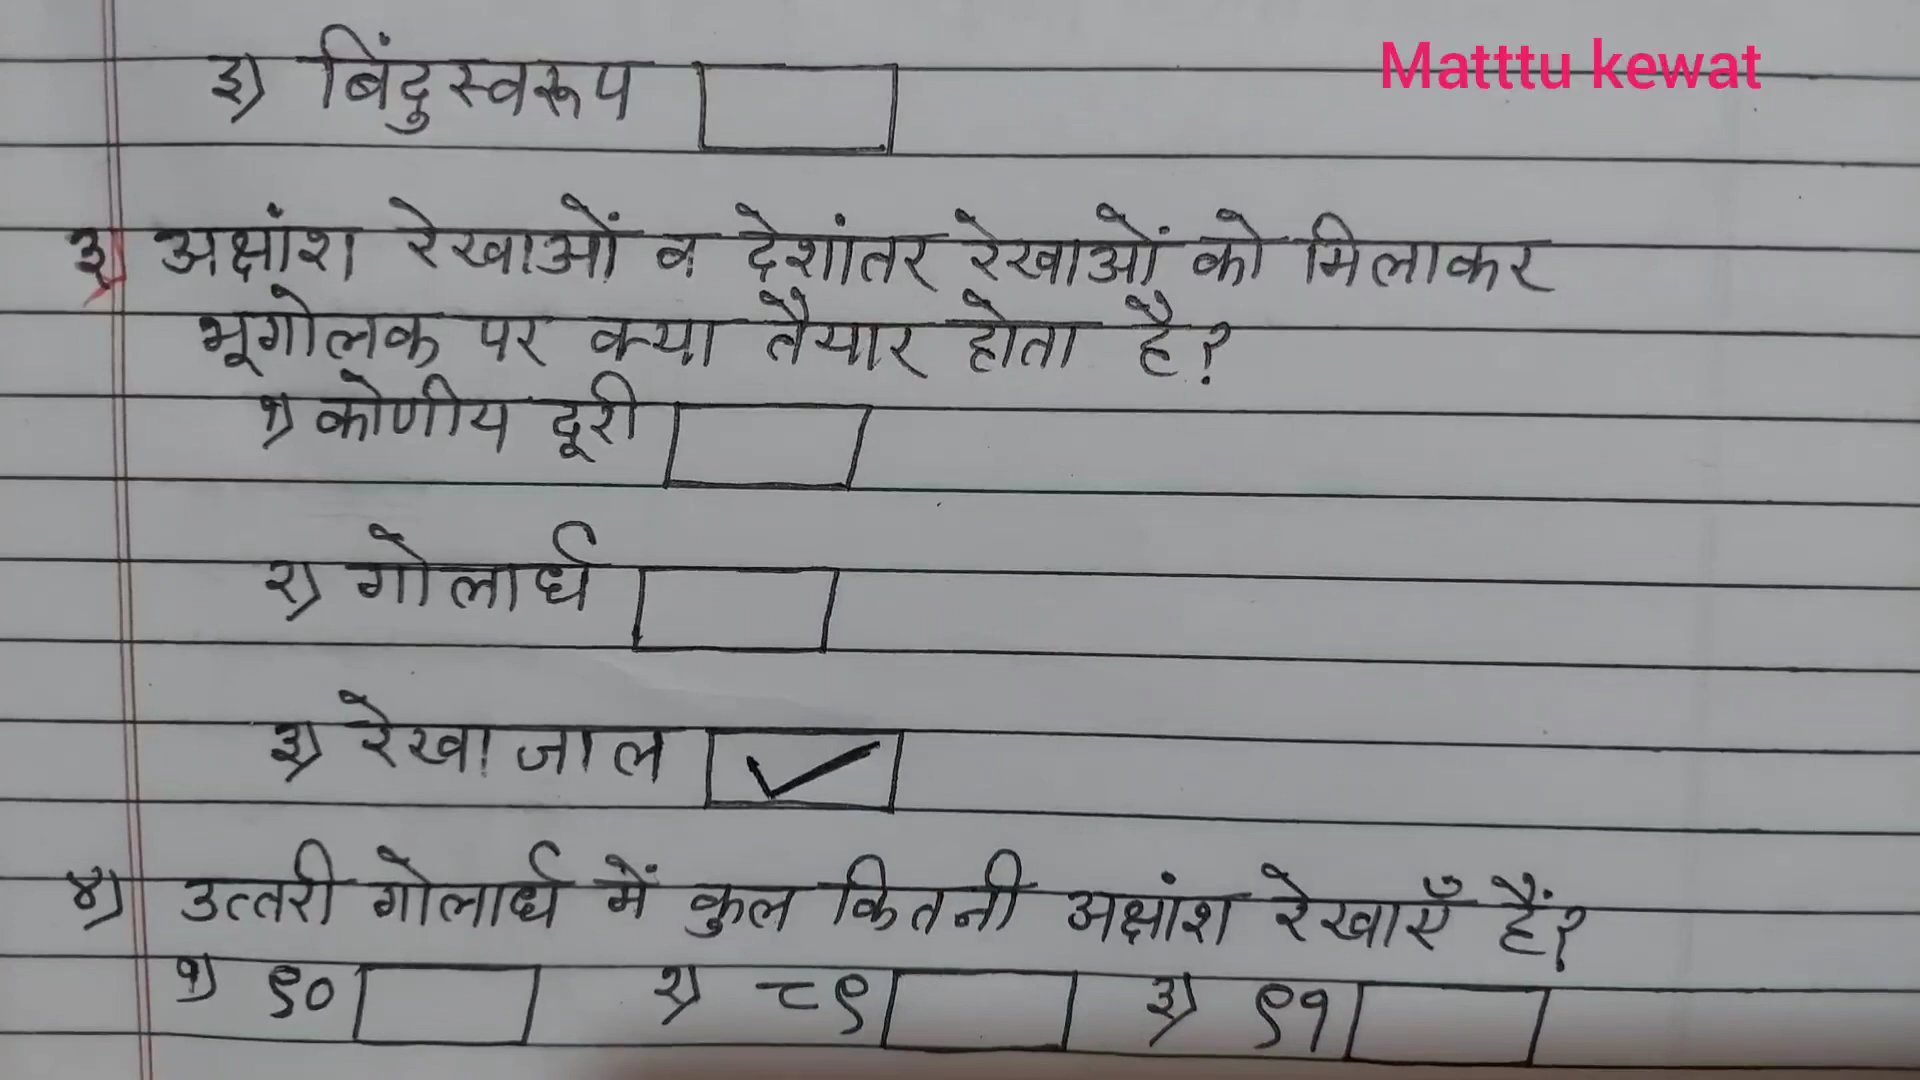 Matttu kewat
३) बिंदुस्वरूप
३) अक्षांश रेखाओं व देशांतर रेखाओं को मिलाकर
भूगोलक पर क्या तैयार होता है?
१) कोणीय दूरी
२) गोलार्ध
३) रेखाजाल
४) उत्तरी गोलार्ध में कुल कितनी अक्षांश रेखाएँ हैं?
१) ९० २) ८९ ३) ९१